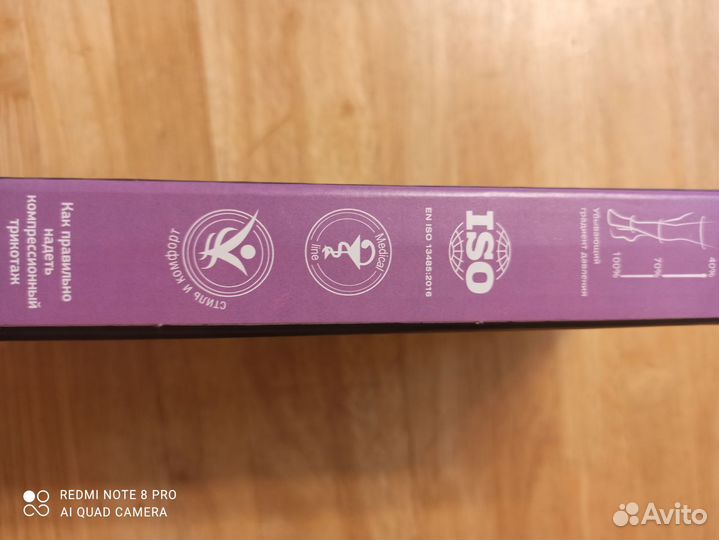 40%
70%
100%
убывающий
градиент давления
ISO
EN ISO 13485:2016
Medical
line
СТИЛЬ И КОМФОРТ
Как правильно
надеть
компрессионный
трикотаж
REDMI NOTE 8 PRO
AI QUAD CAMERA
Avito